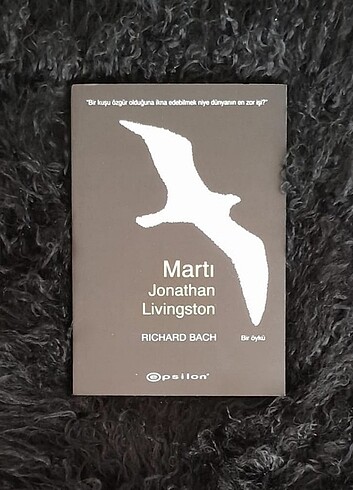 "Bir kuşu özgür olduğuna ikna edebilmek niye dünyanın en zor işi?"
Martı
Jonathan
Livingston
RICHARD BACH
Bir öykü
epsilon®